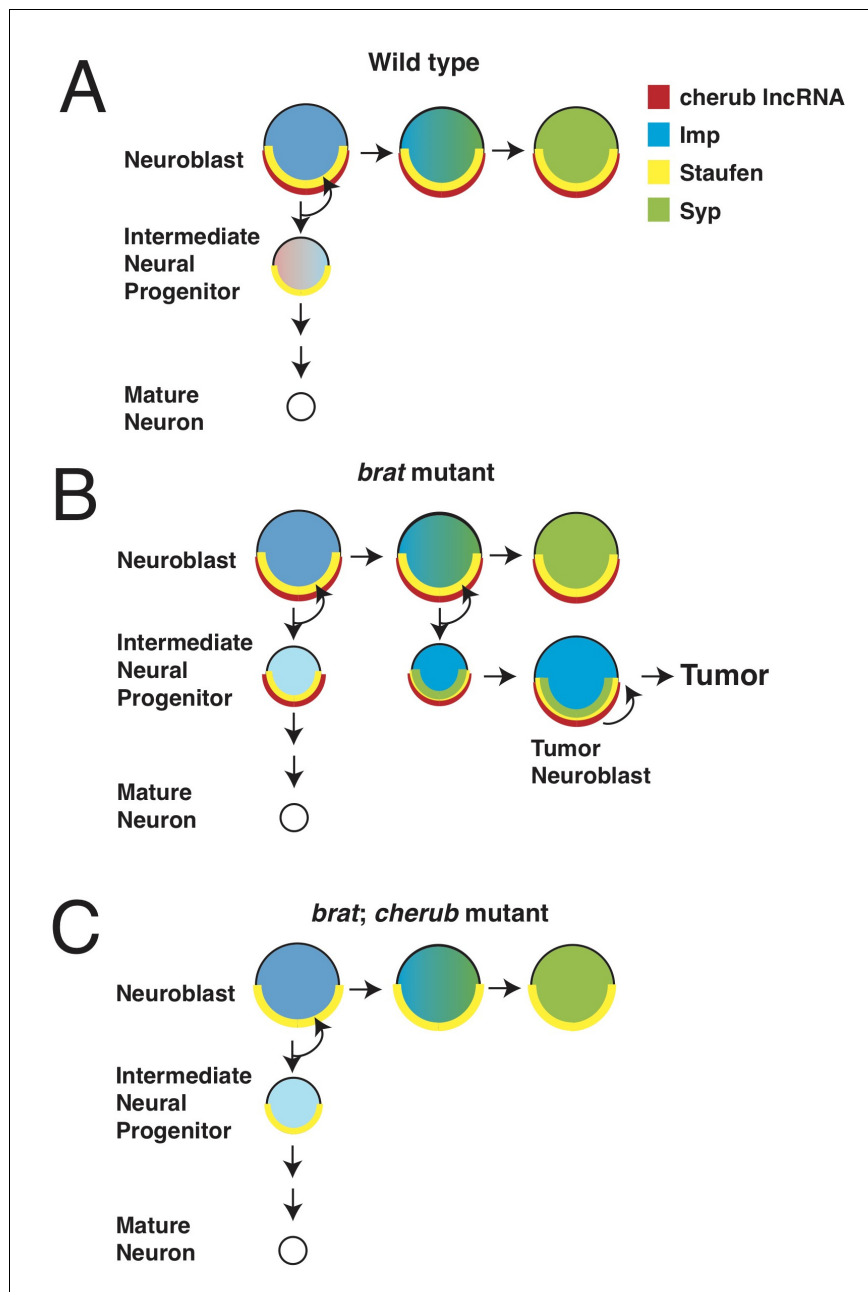 A
Wild type
cherub lncRNA
Imp
Staufen
Syp
Neuroblast
Intermediate
Neural
Progenitor
Mature
Neuron
B
brat mutant
Neuroblast
Intermediate
Neural
Progenitor
Tumor
Tumor
Neuroblast
Mature
Neuron
C
brat; cherub mutant
Neuroblast
Intermediate
Neural
Progenitor
Mature
Neuron